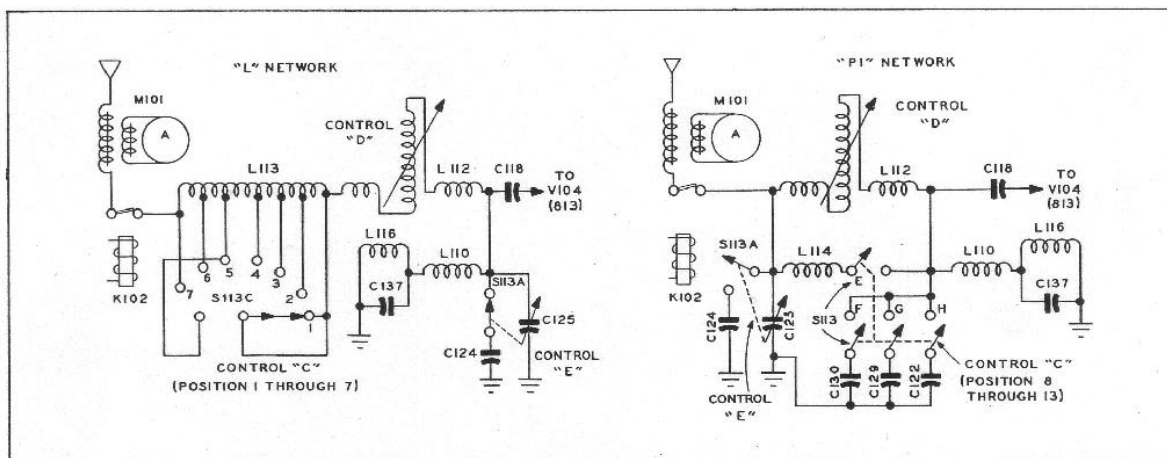 "L" NETWORK
M101
A
CONTROL
"D"
L113
L112
C118
TO
V104
(813)
L116
L110
C137
S113A
C125
C124
CONTROL
"E"
K102
7
6
5
4
3
2
1
S113C
CONTROL "C"
(POSITION 1 THROUGH 7)
"PI" NETWORK
M101
A
CONTROL
"D"
L112
C118
TO
V104
(813)
S113A
L114
E
L110
L116
C137
K102
C124
C125
S113
F
G
H
C130
C129
C122
CONTROL
"E"
CONTROL "C"
(POSITION 8
THROUGH 13)